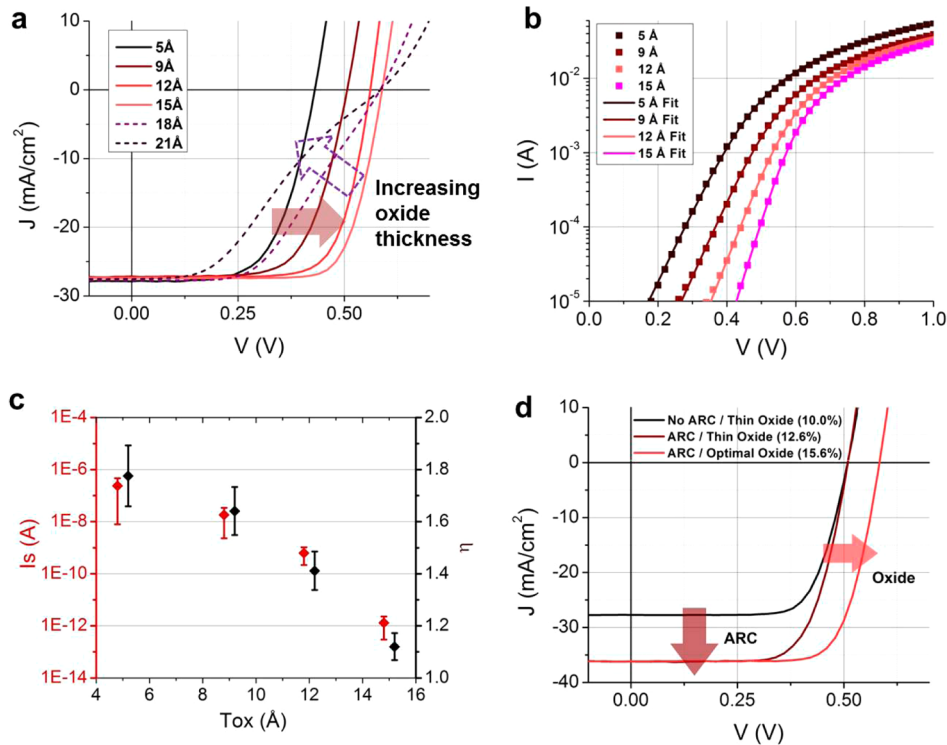 a
5Å
9Å
12Å
15Å
18Å
21Å
Increasing
oxide
thickness
10
0
-10
-20
-30
J (mA/cm²)
0.00
0.25
0.50
V (V)
b
5 Å
9 Å
12 Å
15 Å
5 Å Fit
9 Å Fit
12 Å Fit
15 Å Fit
10⁻²
10⁻³
10⁻⁴
10⁻⁵
I (A)
0.0
0.2
0.4
0.6
0.8
1.0
V (V)
c
1E-4
1E-6
1E-8
1E-10
1E-12
1E-14
Is (A)
2.0
1.8
1.6
1.4
1.2
1.0
η
4
6
8
10
12
14
16
Tox (Å)
d
No ARC / Thin Oxide (10.0%)
ARC / Thin Oxide (12.6%)
ARC / Optimal Oxide (15.6%)
Oxide
ARC
10
0
-10
-20
-30
-40
J (mA/cm²)
0.00
0.25
0.50
V (V)